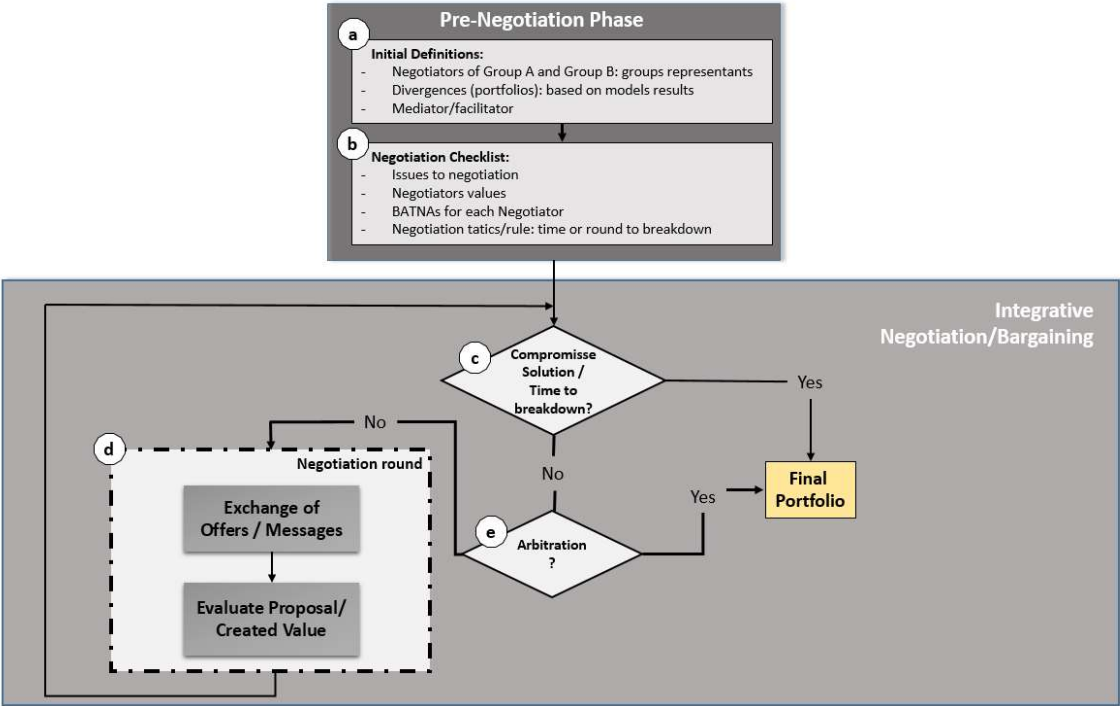 Pre-Negotiation Phase
a
Initial Definitions:
- Negotiators of Group A and Group B: groups representants
- Divergences (portfolios): based on models results
- Mediator/facilitator
b
Negotiation Checklist:
- Issues to negotiation
- Negotiators values
- BATNAs for each Negotiator
- Negotiation tatics/rule: time or round to breakdown
Integrative
Negotiation/Bargaining
c
Compromisse
Solution /
Time to
breakdown?
Yes
No
d
Negotiation round
No
Exchange of
Offers / Messages
Evaluate Proposal/
Created Value
e
Arbitration
?
Yes
Final
Portfolio